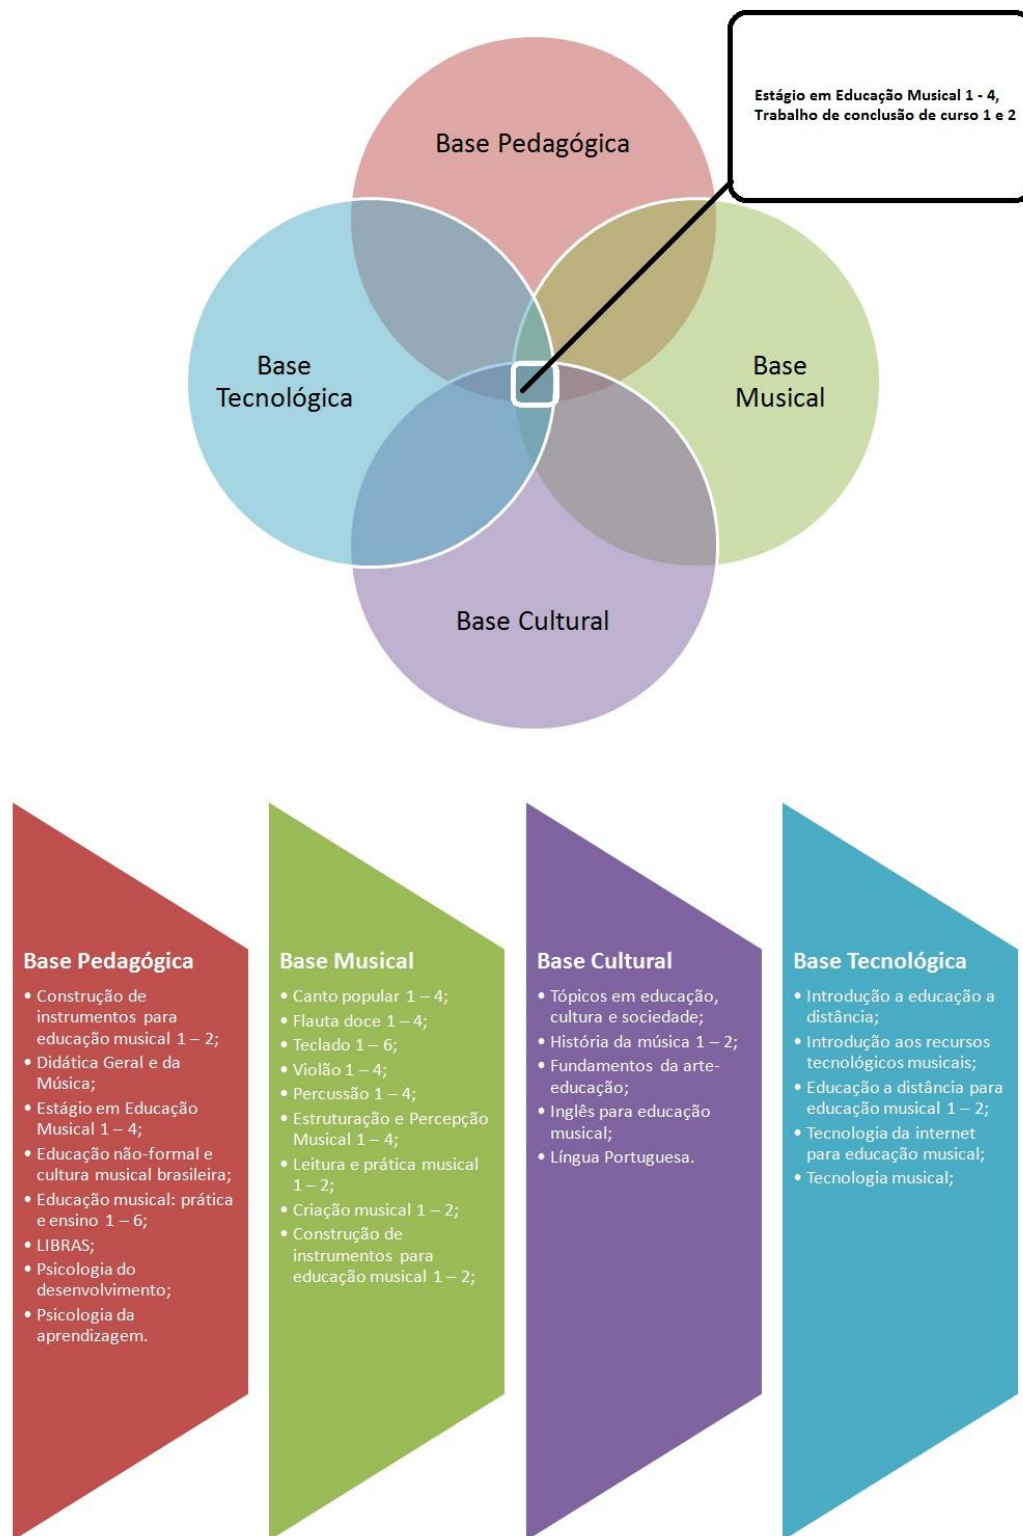 Estágio em Educação Musical 1 - 4,
Trabalho de conclusão de curso 1 e 2
Base Pedagógica
Base
Tecnológica
Base
Musical
Base Cultural
Base Pedagógica
• Construção de
instrumentos para
educação musical 1 – 2;
• Didática Geral e da
Música;
• Estágio em Educação
Musical 1 – 4;
• Educação não-formal e
cultura musical brasileira;
• Educação musical: prática
e ensino 1 – 6;
• LIBRAS;
• Psicologia do
desenvolvimento;
• Psicologia da
aprendizagem.
Base Musical
• Canto popular 1 – 4;
• Flauta doce 1 – 4;
• Teclado 1 – 6;
• Violão 1 – 4;
• Percussão 1 – 4;
• Estruturação e Percepção
Musical 1 – 4;
• Leitura e prática musical
1 – 2;
• Criação musical 1 – 2;
• Construção de
instrumentos para
educação musical 1 – 2;
Base Cultural
• Tópicos em educação,
cultura e sociedade;
• História da música 1 – 2;
• Fundamentos da arte-
educação;
• Inglês para educação
musical;
• Língua Portuguesa.
Base Tecnológica
• Introdução a educação a
distância;
• Introdução aos recursos
tecnológicos musicais;
• Educação a distância para
educação musical 1 – 2;
• Tecnologia da internet
para educação musical;
• Tecnologia musical;